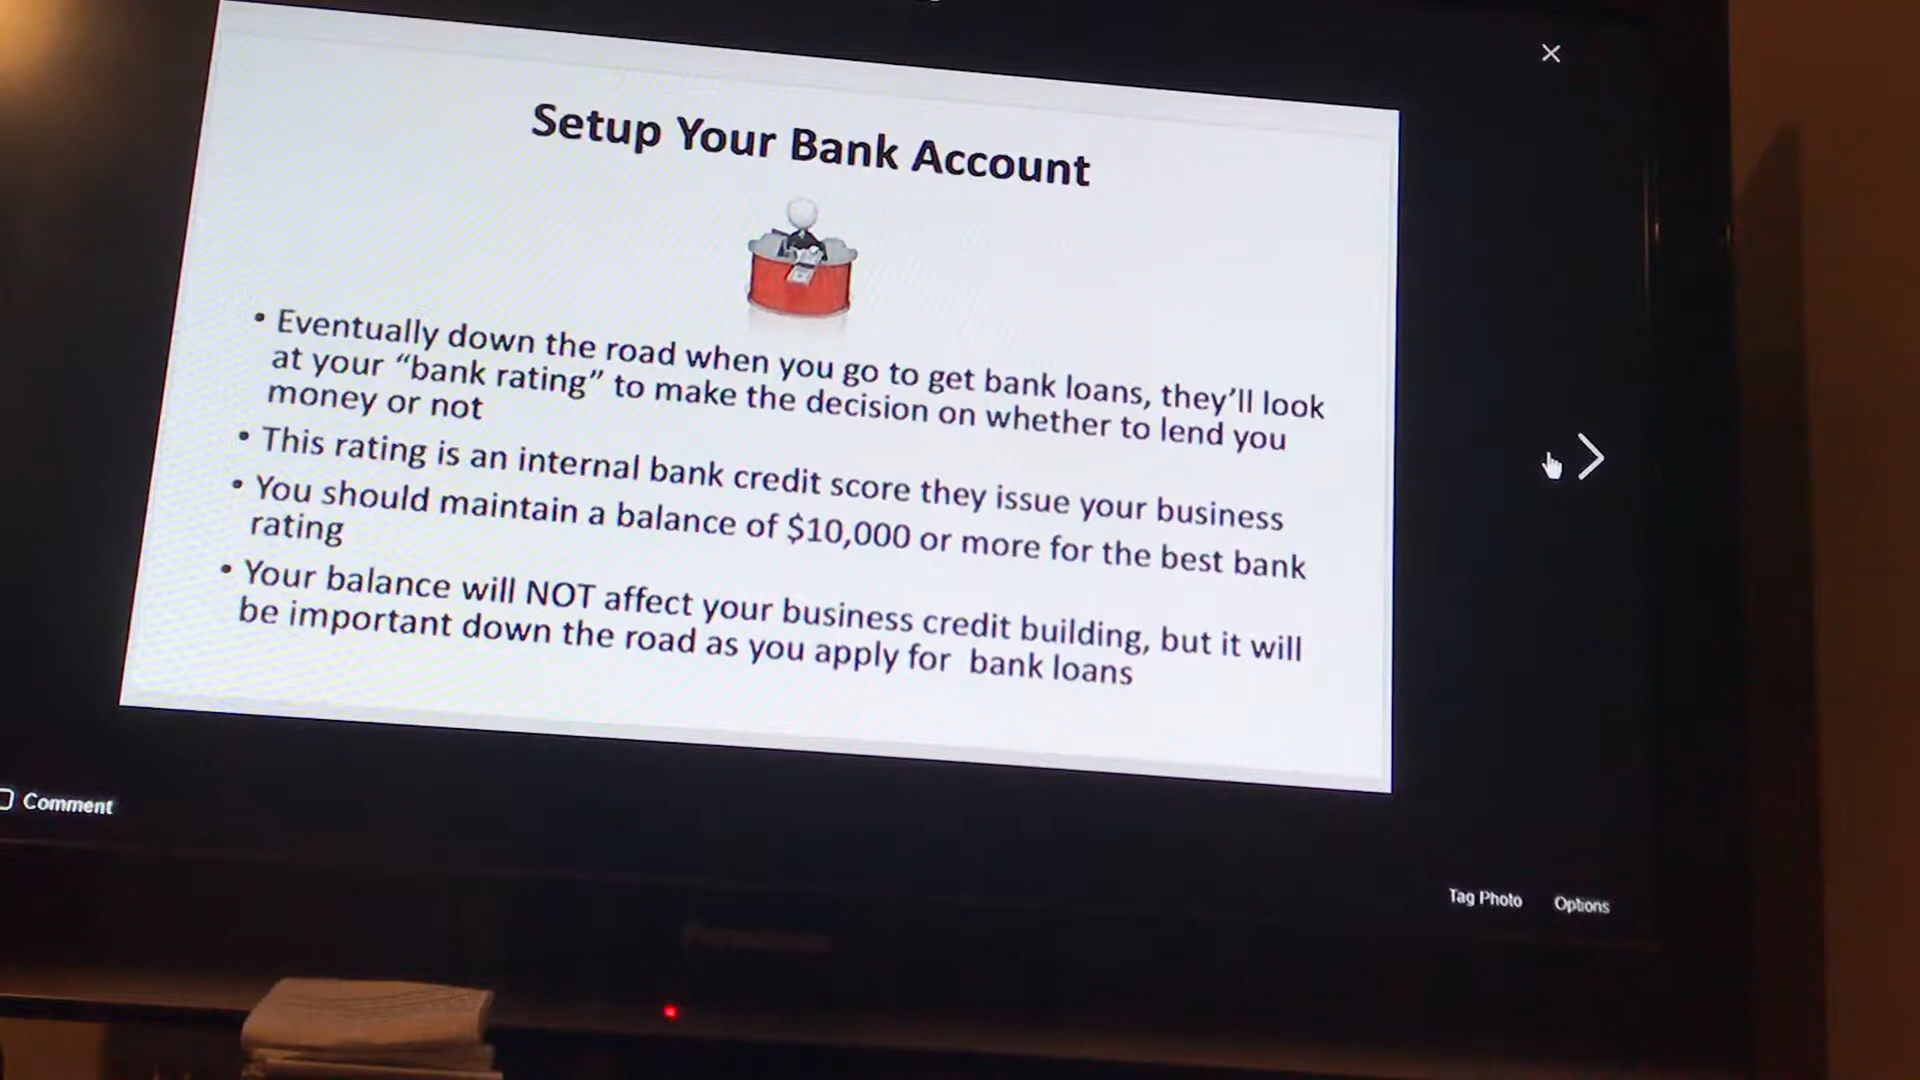 Setup Your Bank Account
• Eventually down the road when you go to get bank loans, they’ll look
at your “bank rating” to make the decision on whether to lend you
money or not
• This rating is an internal bank credit score they issue your business
• You should maintain a balance of $10,000 or more for the best bank
rating
• Your balance will NOT affect your business credit building, but it will
be important down the road as you apply for  bank loans
Comment
Tag Photo Options